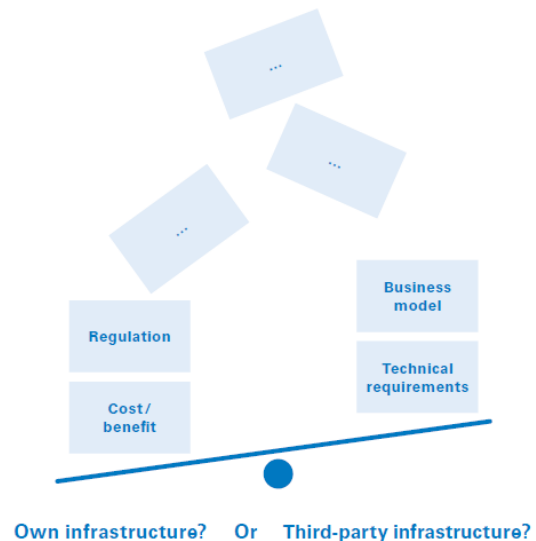 ...
...
...
Business
model
Regulation
Technical
requirements
Cost/
benefit
Own infrastructure? Or Third-party infrastructure?